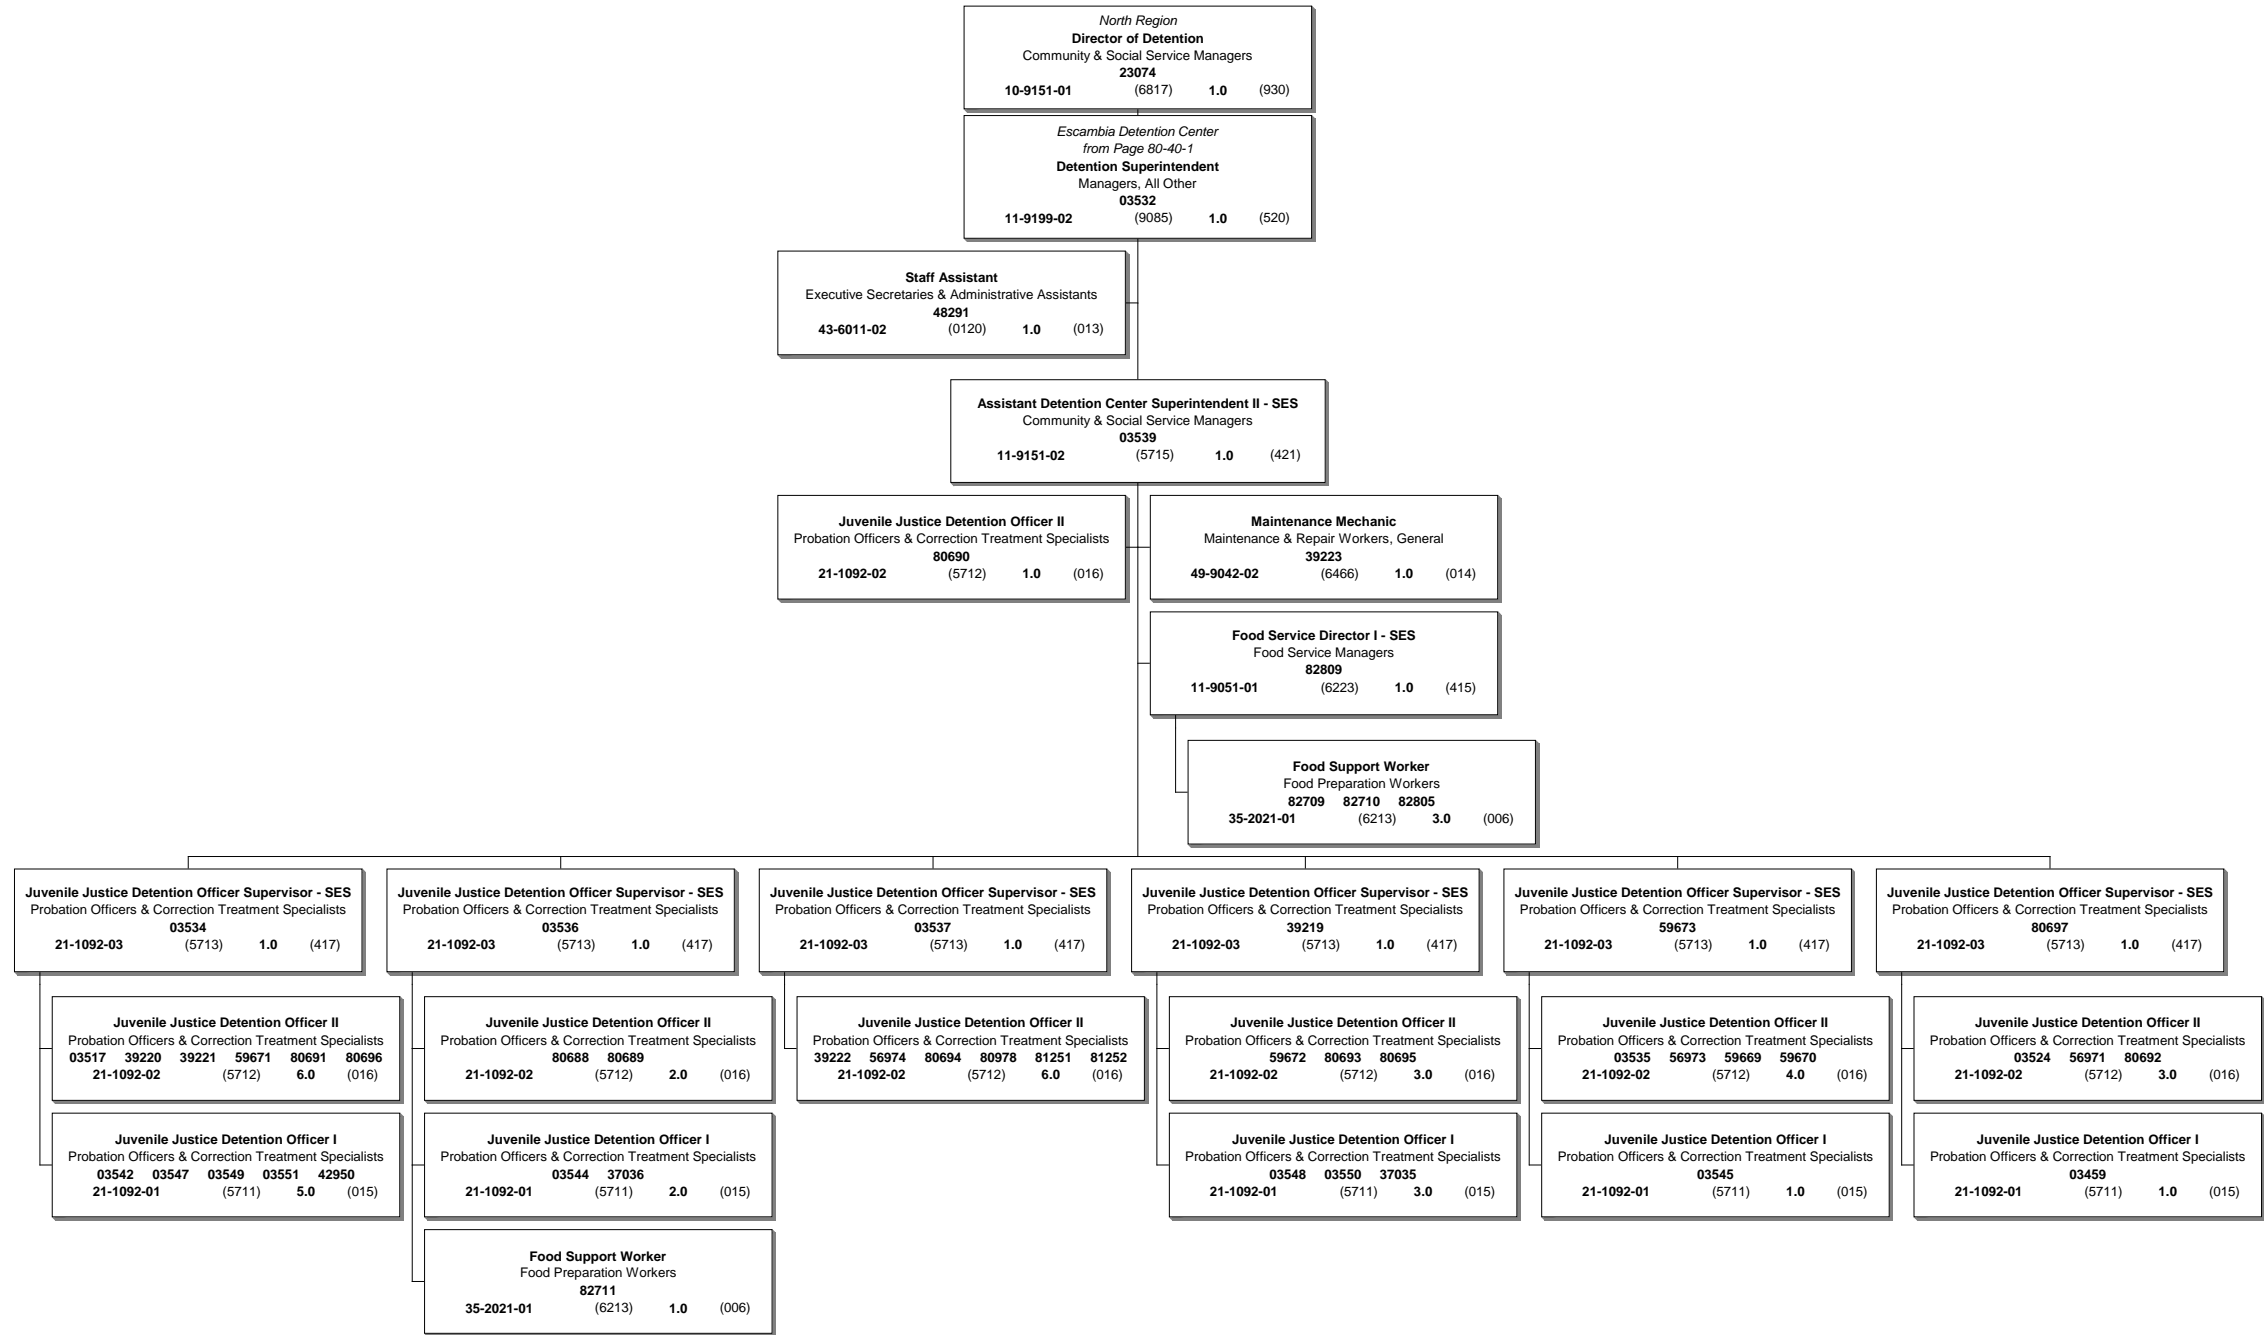 North Region
Director of Detention
Community & Social Service Managers
23074
10-9151-01 (6817) 1.0 (930)
Escambia Detention Center
from Page 80-40-1
Detention Superintendent
Managers, All Other
03532
11-9199-02 (9085) 1.0 (520)
Staff Assistant
Executive Secretaries & Administrative Assistants
48291
43-6011-02 (0120) 1.0 (013)
Assistant Detention Center Superintendent II - SES
Community & Social Service Managers
03539
11-9151-02 (5715) 1.0 (421)
Juvenile Justice Detention Officer II
Probation Officers & Correction Treatment Specialists
80690
21-1092-02 (5712) 1.0 (016)
Maintenance Mechanic
Maintenance & Repair Workers, General
39223
49-9042-02 (6466) 1.0 (014)
Food Service Director I - SES
Food Service Managers
82809
11-9051-01 (6223) 1.0 (415)
Food Support Worker
Food Preparation Workers
82709 82710 82805
35-2021-01 (6213) 3.0 (006)
Juvenile Justice Detention Officer Supervisor - SES
Probation Officers & Correction Treatment Specialists
03534
21-1092-03 (5713) 1.0 (417)
Juvenile Justice Detention Officer II
Probation Officers & Correction Treatment Specialists
03517 39220 39221 59671 80691 80696
21-1092-02 (5712) 6.0 (016)
Juvenile Justice Detention Officer I
Probation Officers & Correction Treatment Specialists
03542 03547 03549 03551 42950
21-1092-01 (5711) 5.0 (015)
Juvenile Justice Detention Officer Supervisor - SES
Probation Officers & Correction Treatment Specialists
03536
21-1092-03 (5713) 1.0 (417)
Juvenile Justice Detention Officer II
Probation Officers & Correction Treatment Specialists
80688 80689
21-1092-02 (5712) 2.0 (016)
Juvenile Justice Detention Officer I
Probation Officers & Correction Treatment Specialists
03544 37036
21-1092-01 (5711) 2.0 (015)
Food Support Worker
Food Preparation Workers
82711
35-2021-01 (6213) 1.0 (006)
Juvenile Justice Detention Officer Supervisor - SES
Probation Officers & Correction Treatment Specialists
03537
21-1092-03 (5713) 1.0 (417)
Juvenile Justice Detention Officer II
Probation Officers & Correction Treatment Specialists
39222 56974 80694 80978 81251 81252
21-1092-02 (5712) 6.0 (016)
Juvenile Justice Detention Officer Supervisor - SES
Probation Officers & Correction Treatment Specialists
39219
21-1092-03 (5713) 1.0 (417)
Juvenile Justice Detention Officer II
Probation Officers & Correction Treatment Specialists
59672 80693 80695
21-1092-02 (5712) 3.0 (016)
Juvenile Justice Detention Officer I
Probation Officers & Correction Treatment Specialists
03548 03550 37035
21-1092-01 (5711) 3.0 (015)
Juvenile Justice Detention Officer Supervisor - SES
Probation Officers & Correction Treatment Specialists
59673
21-1092-03 (5713) 1.0 (417)
Juvenile Justice Detention Officer II
Probation Officers & Correction Treatment Specialists
03535 56973 59669 59670
21-1092-02 (5712) 4.0 (016)
Juvenile Justice Detention Officer I
Probation Officers & Correction Treatment Specialists
03545
21-1092-01 (5711) 1.0 (015)
Juvenile Justice Detention Officer Supervisor - SES
Probation Officers & Correction Treatment Specialists
80697
21-1092-03 (5713) 1.0 (417)
Juvenile Justice Detention Officer II
Probation Officers & Correction Treatment Specialists
03524 56971 80692
21-1092-02 (5712) 3.0 (016)
Juvenile Justice Detention Officer I
Probation Officers & Correction Treatment Specialists
03459
21-1092-01 (5711) 1.0 (015)